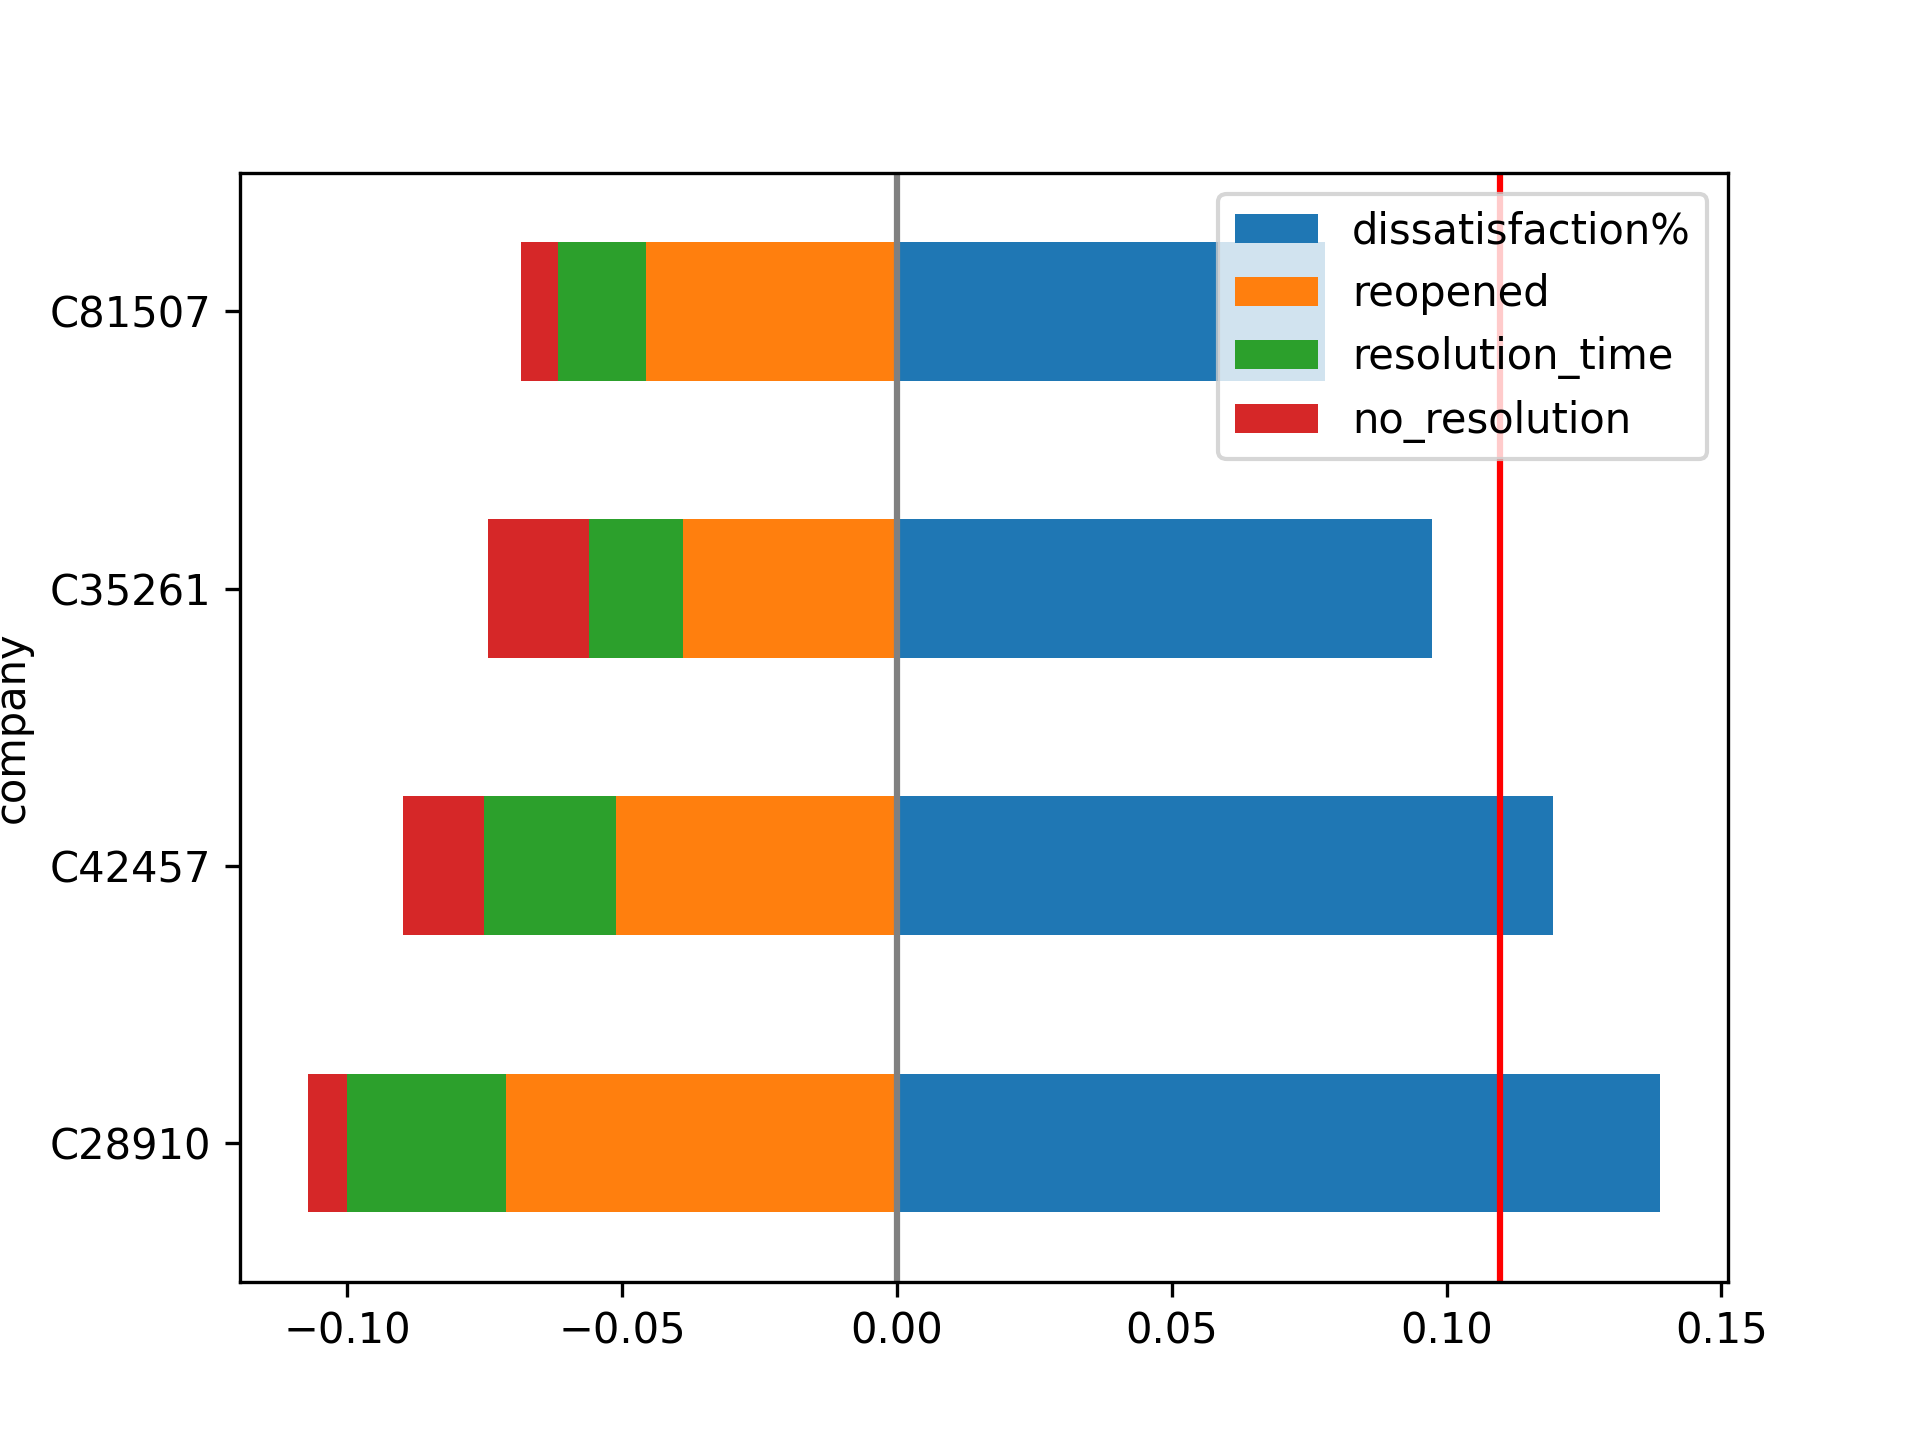 dissatisfaction%
reopened
resolution_time
no_resolution
C81507
C35261
C42457
C28910
company
−0.10 −0.05 0.00 0.05 0.10 0.15